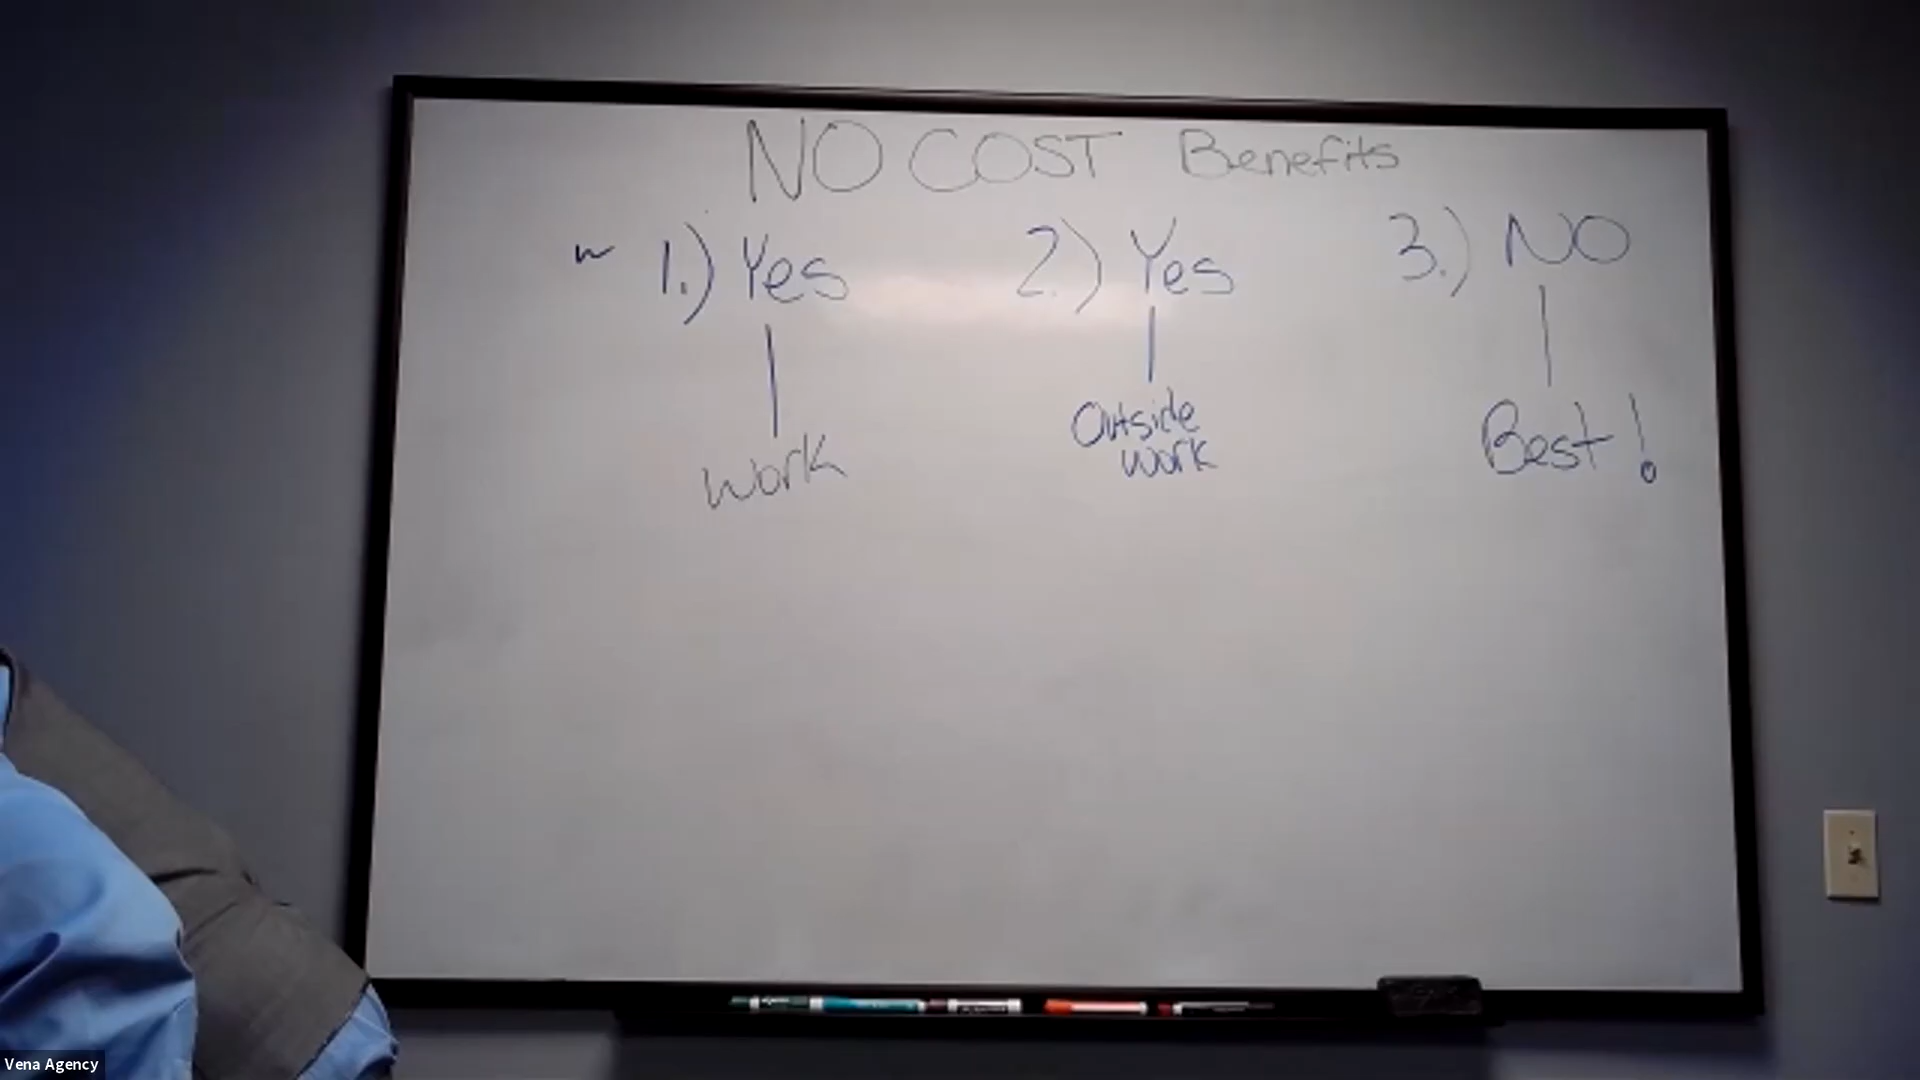 NO COST Benefits
1.) Yes
2.) Yes
3.) NO
work
Outside
work
Best!
Vena Agency